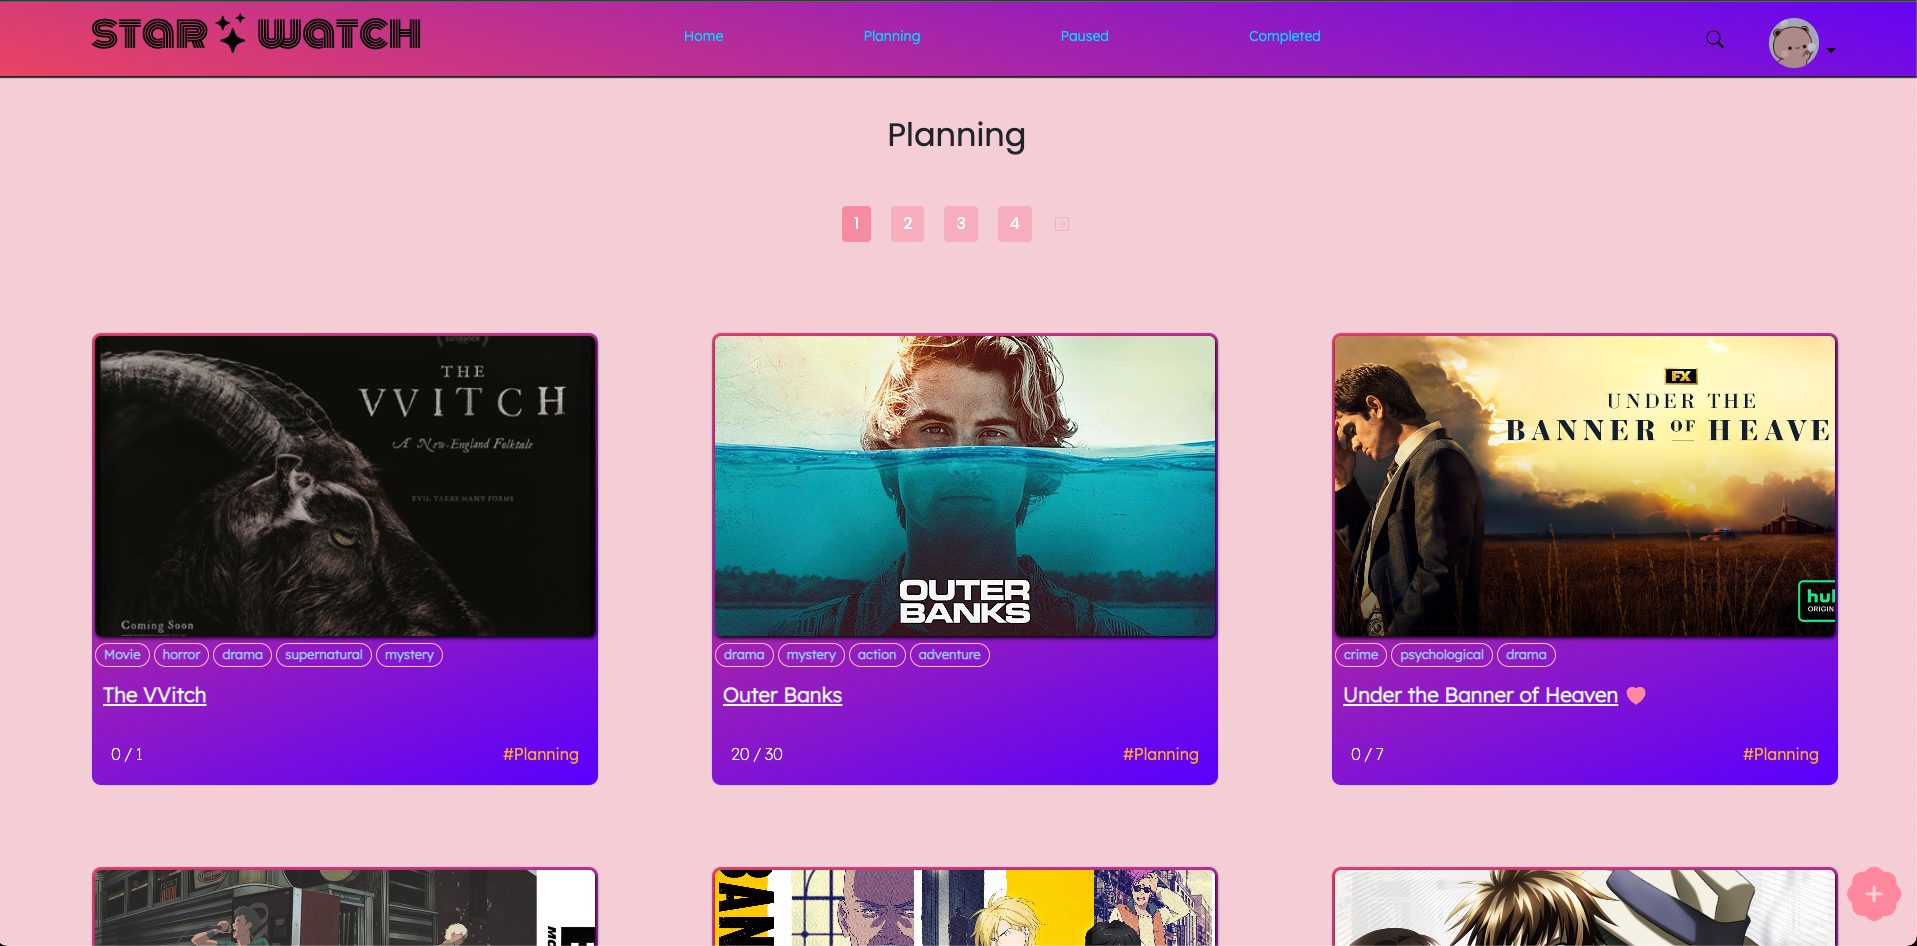 STAR WATCH
Home Planning Paused Completed
Planning
1 2 3 4
sundance
THE
VVITCH
A New-England Folktale
EVIL TAKES MANY FORMS
Coming Soon
Movie horror drama supernatural mystery
The VVitch
0 / 1 #Planning
OUTER
BANKS
drama mystery action adventure
Outer Banks
20 / 30 #Planning
FX
UNDER THE
BANNER OF HEAVE
hul
ORIGIN
crime psychological drama
Under the Banner of Heaven
0 / 7 #Planning
BAN
+